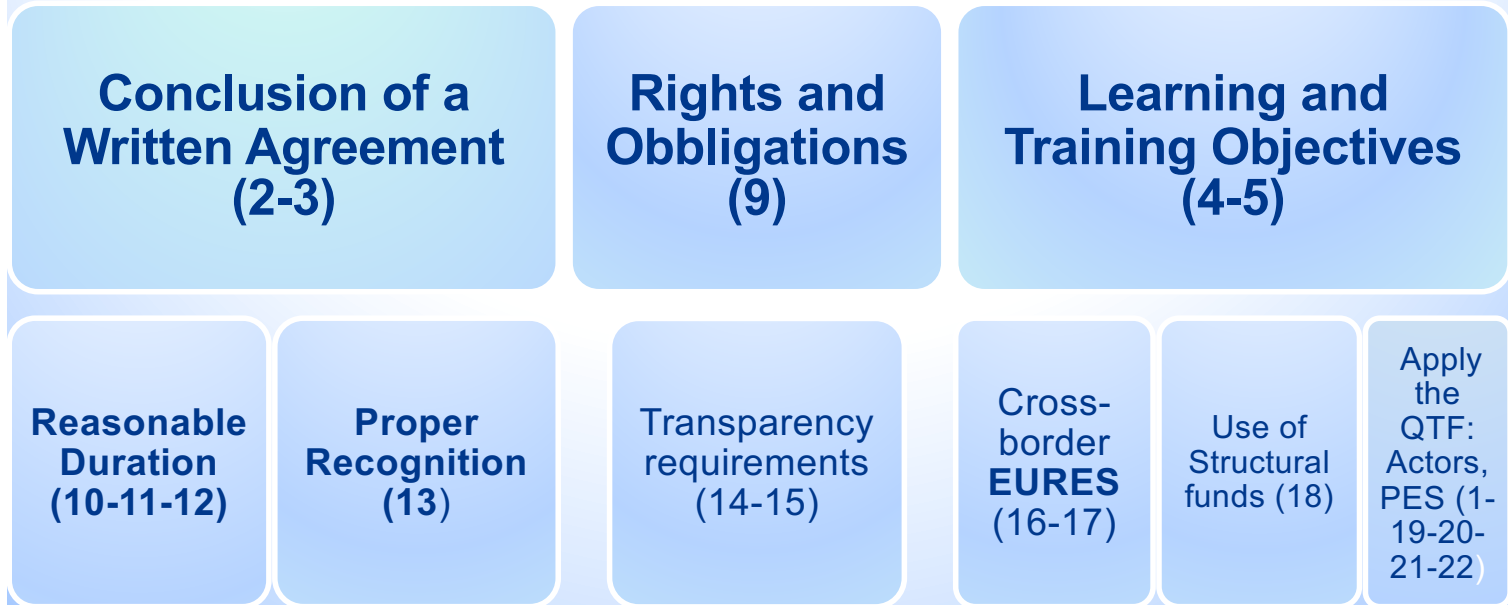 Conclusion of a
Written Agreement
(2-3)
Rights and
Obbligations
(9)
Learning and
Training Objectives
(4-5)
Reasonable
Duration
(10-11-12)
Proper
Recognition
(13)
Transparency
requirements
(14-15)
Cross-
border
EURES
(16-17)
Use of
Structural
funds (18)
Apply
the
QTF:
Actors,
PES (1-
19-20-
21-22)